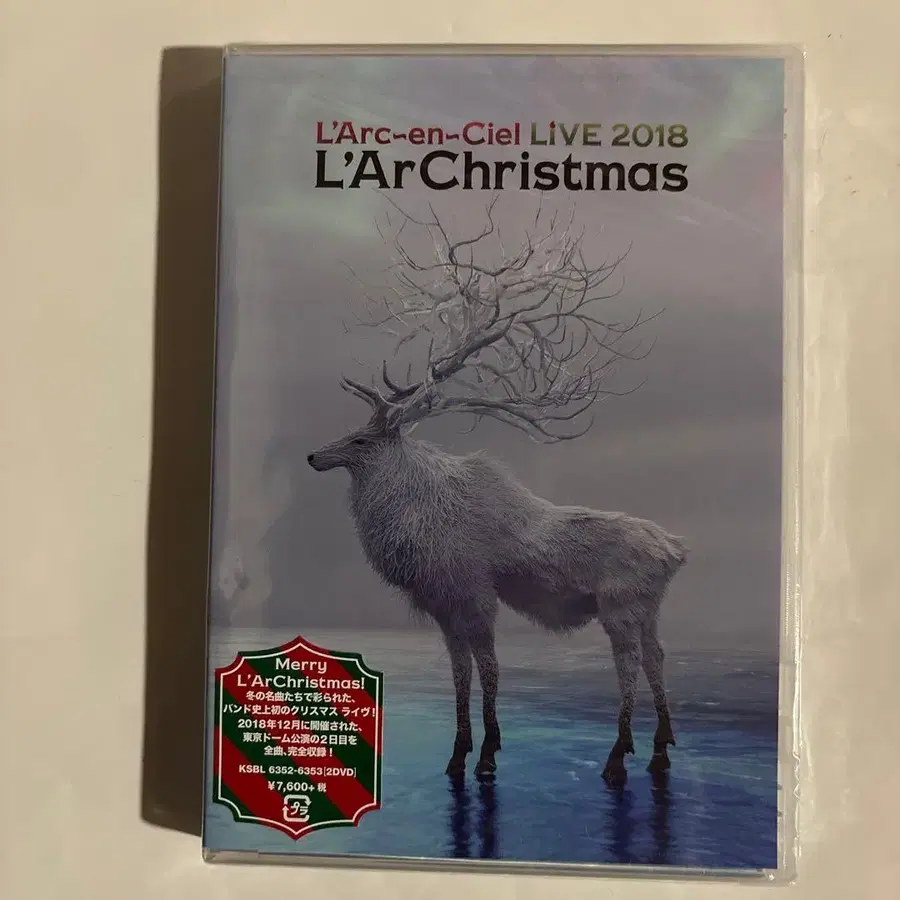 L'Arc~en~Ciel LiVE 2018
L'ArChristmas
Merry
L'ArChristmas!
冬の名曲たちで彩られた、
バンド史上初のクリスマス ライヴ！
2018年12月に開催された、
東京ドーム公演の2日目を
全曲、完全収録！
KSBL 6352-6353[2DVD]
¥7,600+税
プラ